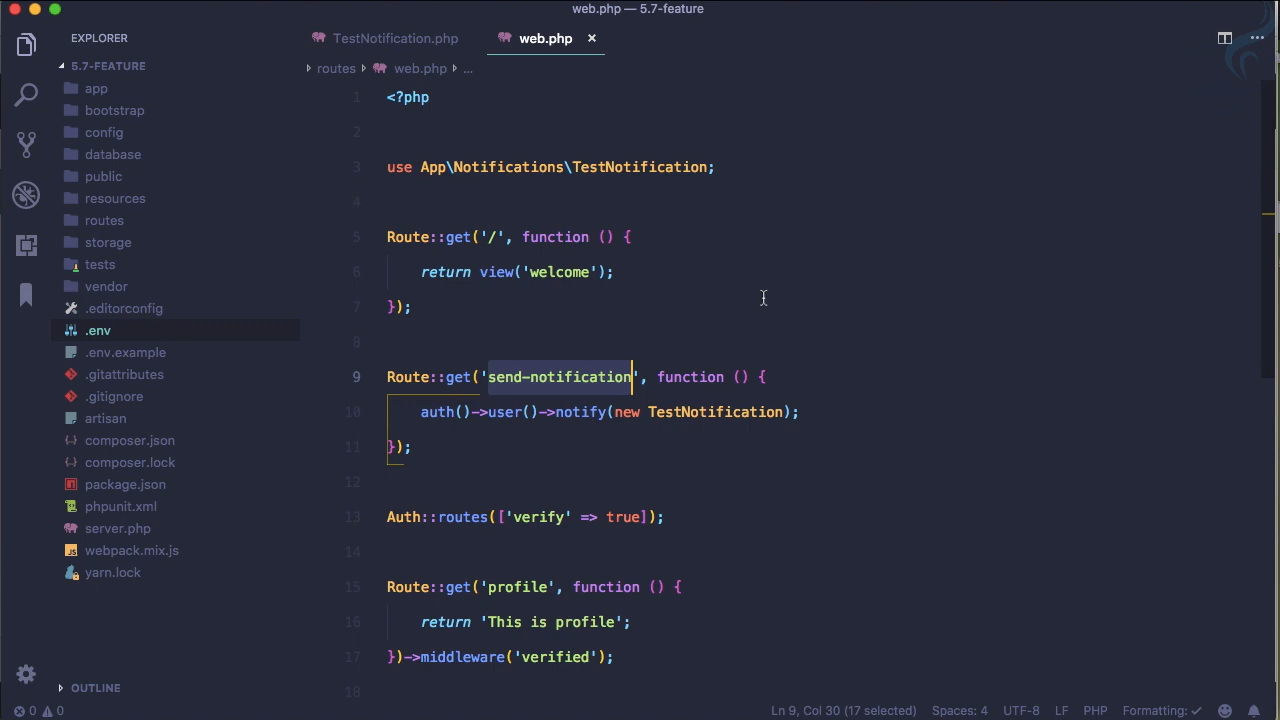 web.php — 5.7-feature
EXPLORER
5.7-FEATURE
app
bootstrap
config
database
public
resources
routes
storage
tests
vendor
.editorconfig
.env
.env.example
.gitattributes
.gitignore
artisan
composer.json
composer.lock
package.json
phpunit.xml
server.php
webpack.mix.js
yarn.lock
OUTLINE
TestNotification.php
web.php ×
routes web.php ...
1 <?php
2
3 use App\Notifications\TestNotification;
4
5 Route::get('/', function () {
6 return view('welcome');
7 });
8
9 Route::get('send-notification', function () {
10 auth()->user()->notify(new TestNotification);
11 });
12
13 Auth::routes(['verify' => true]);
14
15 Route::get('profile', function () {
16 return 'This is profile';
17 })->middleware('verified');
18
0 0 Ln 9, Col 30 (17 selected) Spaces: 4 UTF-8 LF PHP Formatting: ✓